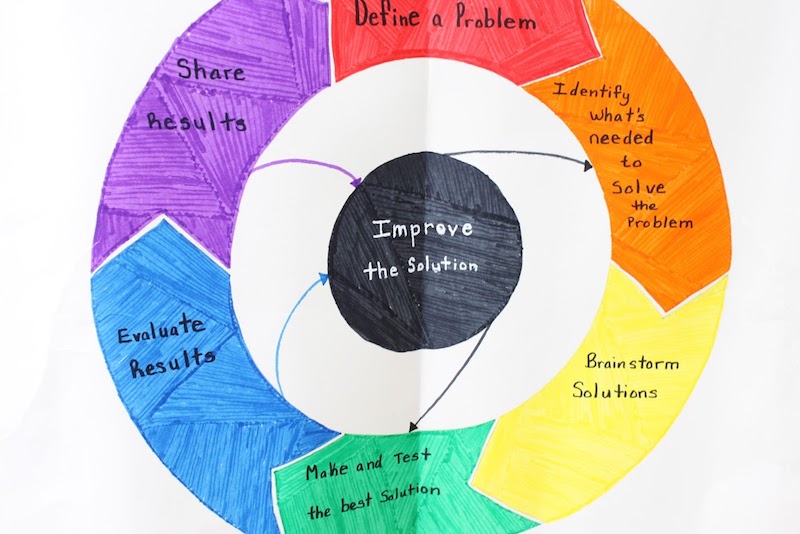 Define a Problem
Identify
what's
needed
to
Solve
the
Problem
Brainstorm
Solutions
Make and Test
the best Solution
Evaluate
Results
Share
Results
Improve
the Solution